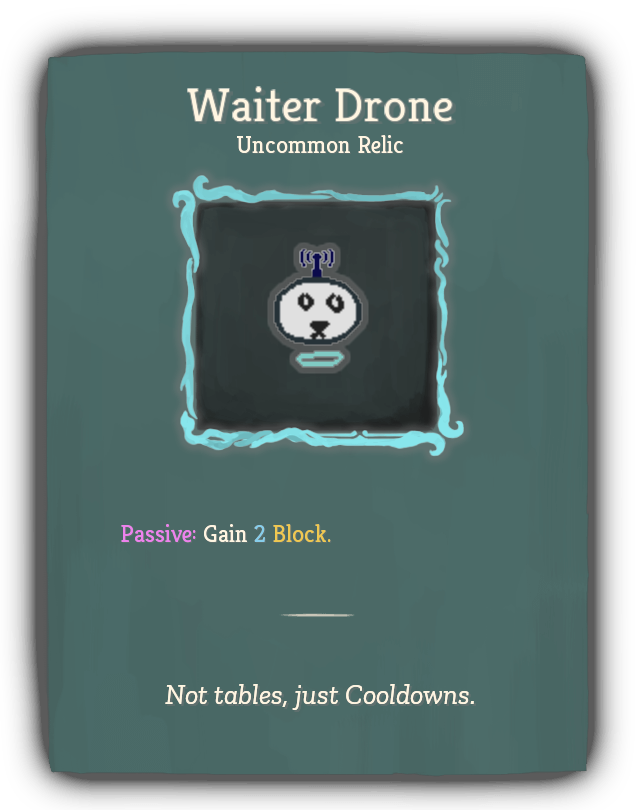 Waiter Drone
Uncommon Relic
Passive: Gain 2 Block.
Not tables, just Cooldowns.